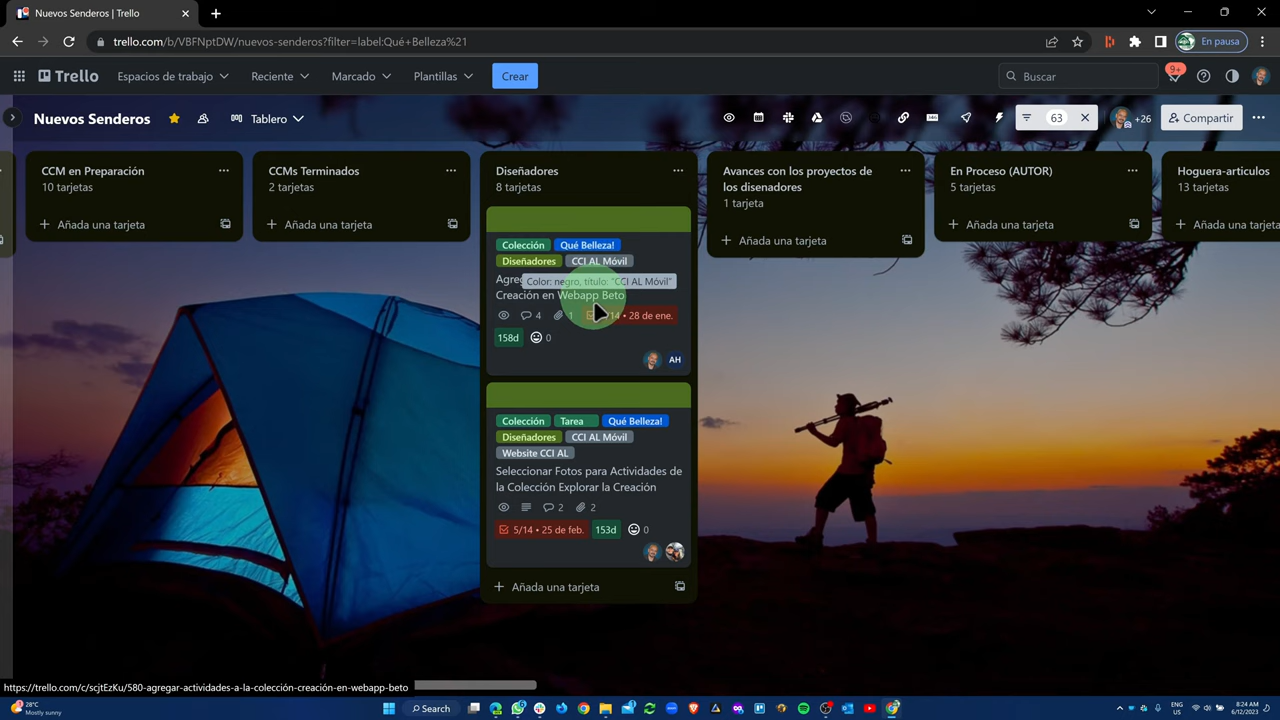 Nuevos Senderos | Trello
trello.com/b/VBFNptDW/nuevos-senderos?filter=label:Qué+Belleza%21
En pausa
Trello
Espacios de trabajo
Reciente
Marcado
Plantillas
Crear
Buscar
9+
Nuevos Senderos
Tablero
63
+26
Compartir
CCM en Preparación
10 tarjetas
Añada una tarjeta
CCMs Terminados
2 tarjetas
Añada una tarjeta
Diseñadores
8 tarjetas
Colección Qué Belleza!
Diseñadores CCI AL Móvil
Color: negro, título: "CCI AL Móvil"
Creación en Webapp Beto
4 1 14 • 28 de ene.
158d 0
AH
Colección Tarea Qué Belleza!
Diseñadores CCI AL Móvil
Website CCI AL
Seleccionar Fotos para Actividades de
la Colección Explorar la Creación
2 2
5/14 • 25 de feb. 153d 0
Añada una tarjeta
Avances con los proyectos de
los disenadores
1 tarjeta
Añada una tarjeta
En Proceso (AUTOR)
5 tarjetas
Añada una tarjeta
Hoguera-articulos
13 tarjetas
Añada una tarjeta
https://trello.com/c/scjtEzKu/580-agregar-actividades-a-la-colección-creación-en-webapp-beto
28°C
Mostly sunny
Search
ENG
US
8:24 AM
6/12/2023